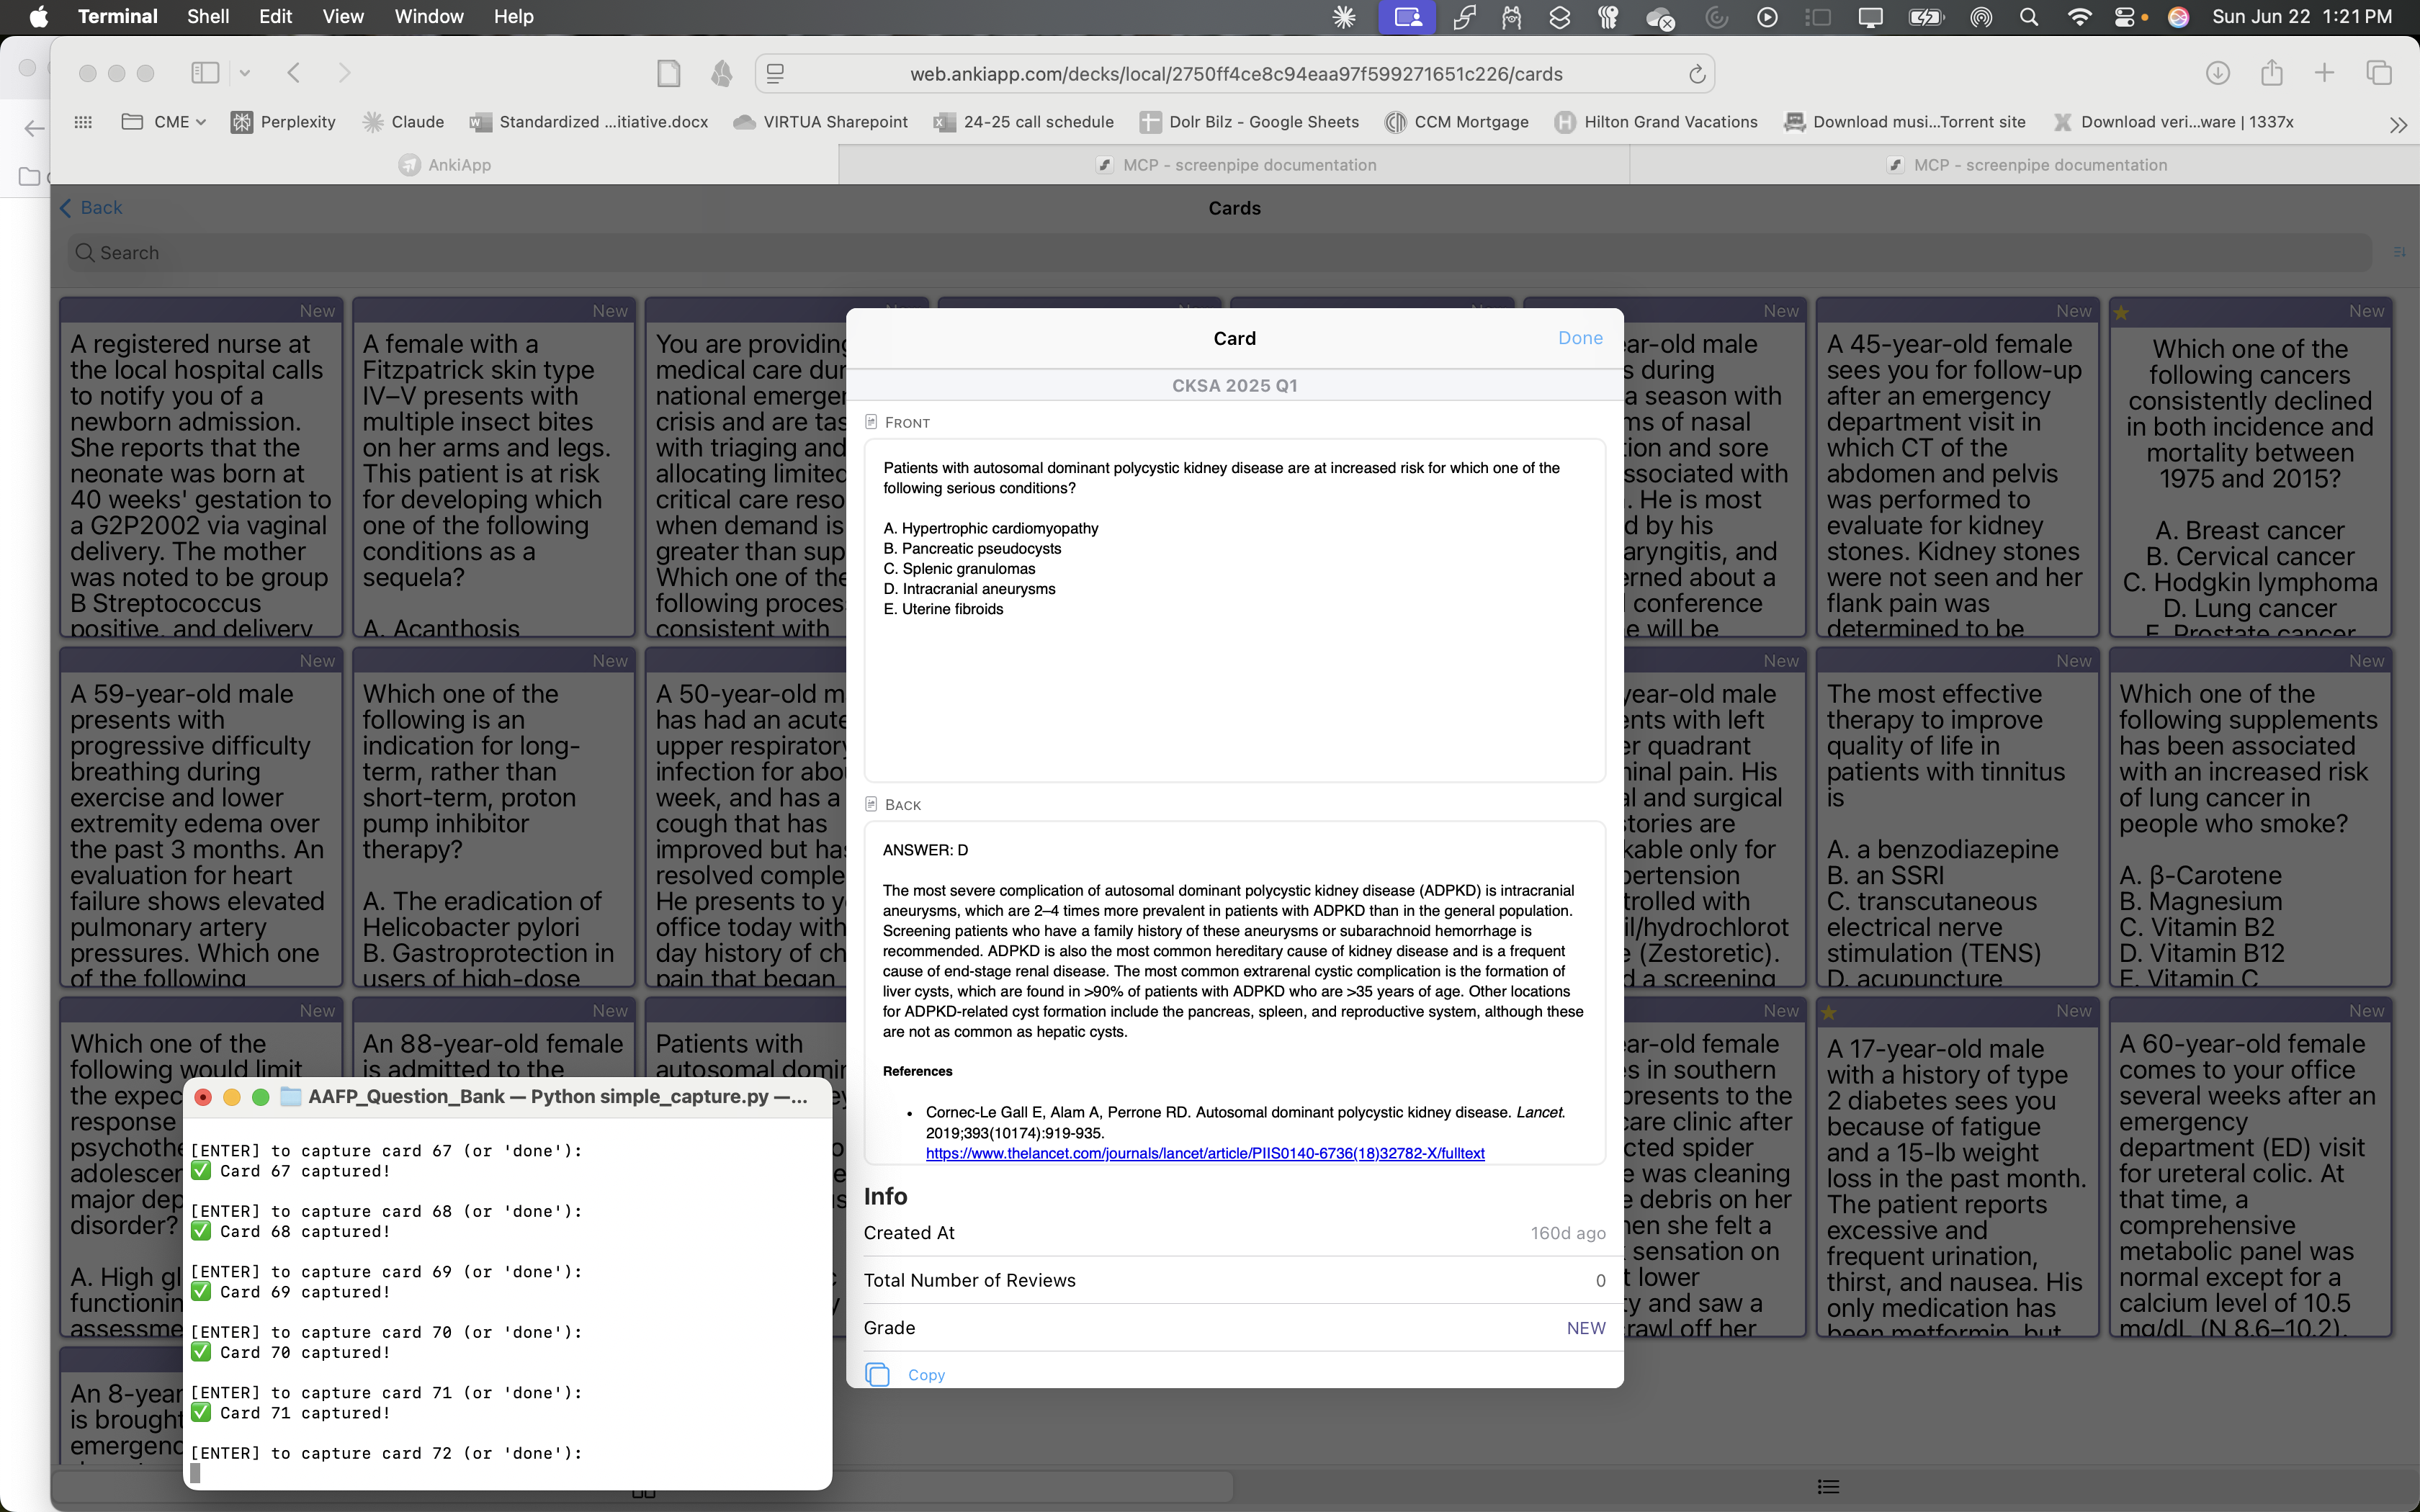 Terminal Shell Edit View Window Help Sun Jun 22 1:21 PM
web.ankiapp.com/decks/local/2750ff4ce8c94eaa97f599271651c226/cards
CME Perplexity Claude Standardized ...itiative.docx VIRTUA Sharepoint 24-25 call schedule Dolr Bilz - Google Sheets CCM Mortgage Hilton Grand Vacations Download musi...Torrent site Download veri...ware | 1337x
AnkiApp MCP - screenpipe documentation MCP - screenpipe documentation
Back Cards
Search
New
A registered nurse at
the local hospital calls
to notify you of a
newborn admission.
She reports that the
neonate was born at
40 weeks' gestation to
a G2P2002 via vaginal
delivery. The mother
was noted to be group
B Streptococcus
positive, and delivery
New
A female with a
Fitzpatrick skin type
IV–V presents with
multiple insect bites
on her arms and legs.
This patient is at risk
for developing which
one of the following
conditions as a
sequela?
A. Acanthosis
You are providing
medical care dur
national emerger
crisis and are tas
with triaging and
allocating limited
critical care reso
when demand is
greater than sup
Which one of the
following proces
consistent with
New
ar-old male
s during
a season with
ms of nasal
ion and sore
ssociated with
. He is most
d by his
aryngitis, and
erned about a
conference
e will be
New
A 45-year-old female
sees you for follow-up
after an emergency
department visit in
which CT of the
abdomen and pelvis
was performed to
evaluate for kidney
stones. Kidney stones
were not seen and her
flank pain was
determined to be
New
Which one of the
following cancers
consistently declined
in both incidence and
mortality between
1975 and 2015?
A. Breast cancer
B. Cervical cancer
C. Hodgkin lymphoma
D. Lung cancer
E. Prostate cancer
New
A 59-year-old male
presents with
progressive difficulty
breathing during
exercise and lower
extremity edema over
the past 3 months. An
evaluation for heart
failure shows elevated
pulmonary artery
pressures. Which one
of the following
New
Which one of the
following is an
indication for long-
term, rather than
short-term, proton
pump inhibitor
therapy?
A. The eradication of
Helicobacter pylori
B. Gastroprotection in
users of high-dose
A 50-year-old m
has had an acute
upper respiratory
infection for abo
week, and has a
cough that has
improved but has
resolved comple
He presents to y
office today with
day history of ch
pain that began
New
year-old male
ents with left
er quadrant
inal pain. His
al and surgical
tories are
kable only for
ertension
trolled with
il/hydrochlorot
e (Zestoretic).
d a screening
New
The most effective
therapy to improve
quality of life in
patients with tinnitus
is
A. a benzodiazepine
B. an SSRI
C. transcutaneous
electrical nerve
stimulation (TENS)
D. acupuncture
New
Which one of the
following supplements
has been associated
with an increased risk
of lung cancer in
people who smoke?
A. β-Carotene
B. Magnesium
C. Vitamin B2
D. Vitamin B12
E. Vitamin C
New
Which one of the
following would limit
the expec
response
psychothe
adolescer
major dep
disorder?
A. High gl
functionin
assessme
New
An 88-year-old female
is admitted to the
Patients with
autosomal domir
New
ar-old female
s in southern
presents to the
care clinic after
cted spider
e was cleaning
e debris on her
hen she felt a
sensation on
t lower
ty and saw a
rawl off her
New
A 17-year-old male
with a history of type
2 diabetes sees you
because of fatigue
and a 15-lb weight
loss in the past month.
The patient reports
excessive and
frequent urination,
thirst, and nausea. His
only medication has
been metformin, but
New
A 60-year-old female
comes to your office
several weeks after an
emergency
department (ED) visit
for ureteral colic. At
that time, a
comprehensive
metabolic panel was
normal except for a
calcium level of 10.5
mg/dL (N 8.6–10.2).
An 8-year
is brought
emergenc
Card Done
CKSA 2025 Q1
FRONT
Patients with autosomal dominant polycystic kidney disease are at increased risk for which one of the
following serious conditions?
A. Hypertrophic cardiomyopathy
B. Pancreatic pseudocysts
C. Splenic granulomas
D. Intracranial aneurysms
E. Uterine fibroids
BACK
ANSWER: D
The most severe complication of autosomal dominant polycystic kidney disease (ADPKD) is intracranial
aneurysms, which are 2–4 times more prevalent in patients with ADPKD than in the general population.
Screening patients who have a family history of these aneurysms or subarachnoid hemorrhage is
recommended. ADPKD is also the most common hereditary cause of kidney disease and is a frequent
cause of end-stage renal disease. The most common extrarenal cystic complication is the formation of
liver cysts, which are found in >90% of patients with ADPKD who are >35 years of age. Other locations
for ADPKD-related cyst formation include the pancreas, spleen, and reproductive system, although these
are not as common as hepatic cysts.
References
• Cornec-Le Gall E, Alam A, Perrone RD. Autosomal dominant polycystic kidney disease. Lancet.
2019;393(10174):919-935.
https://www.thelancet.com/journals/lancet/article/PIIS0140-6736(18)32782-X/fulltext
Info
Created At 160d ago
Total Number of Reviews 0
Grade NEW
Copy
AAFP_Question_Bank — Python simple_capture.py —...
[ENTER] to capture card 67 (or 'done'):
✅ Card 67 captured!
[ENTER] to capture card 68 (or 'done'):
✅ Card 68 captured!
[ENTER] to capture card 69 (or 'done'):
✅ Card 69 captured!
[ENTER] to capture card 70 (or 'done'):
✅ Card 70 captured!
[ENTER] to capture card 71 (or 'done'):
✅ Card 71 captured!
[ENTER] to capture card 72 (or 'done'):